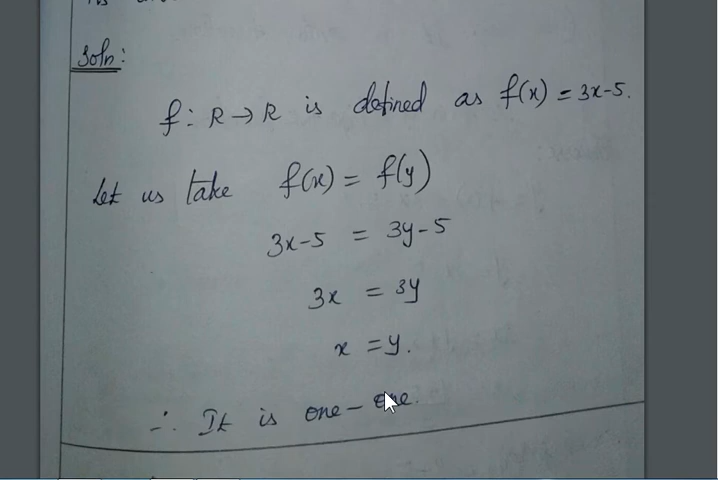 Soln:
f: R → R is defined as f(x) = 3x-5.
Let us take f(x) = f(y)
3x-5 = 3y-5
3x = 3y
x = y.
∴ It is one-one.